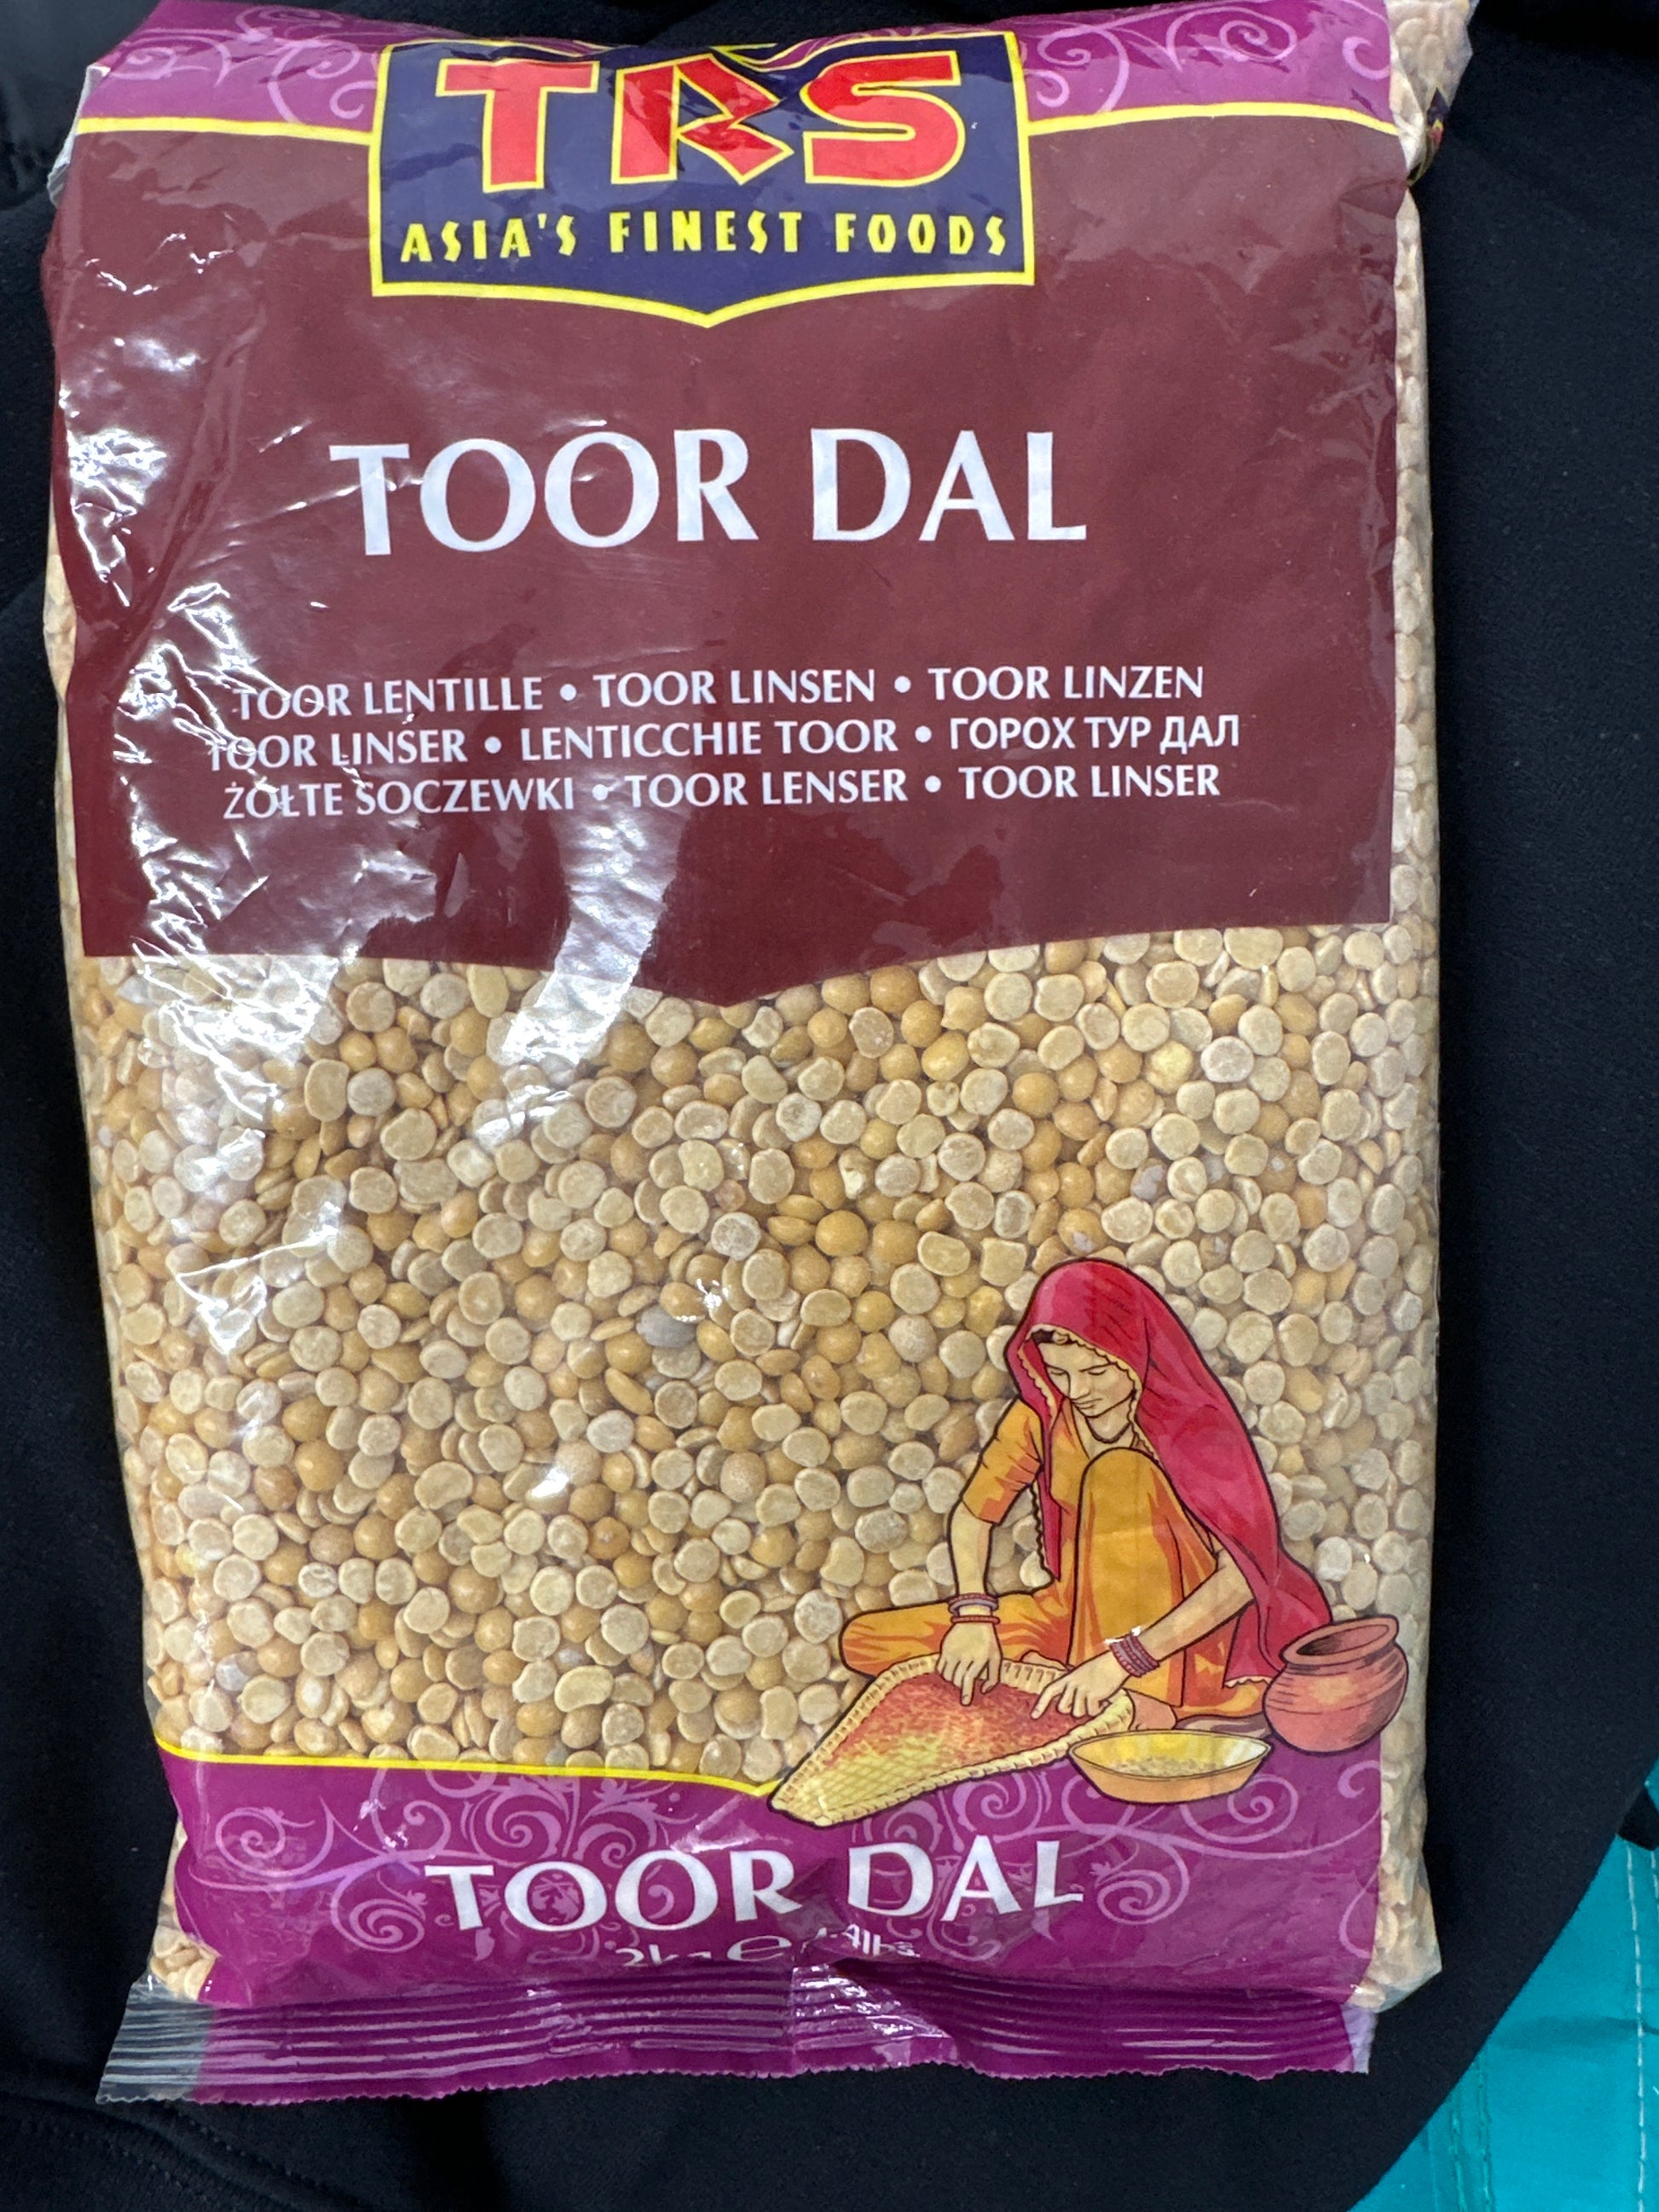 TRS
ASIA'S FINEST FOODS
TOOR DAL
TOOR LENTILLE • TOOR LINSEN • TOOR LINZEN
TOOR LINSER • LENTICCHIE TOOR • ГОРОХ ТУР ДАЛ
ŻÓŁTE SOCZEWKI • TOOR LENSER • TOOR LINSER
TOOR DAL
2kg ℮